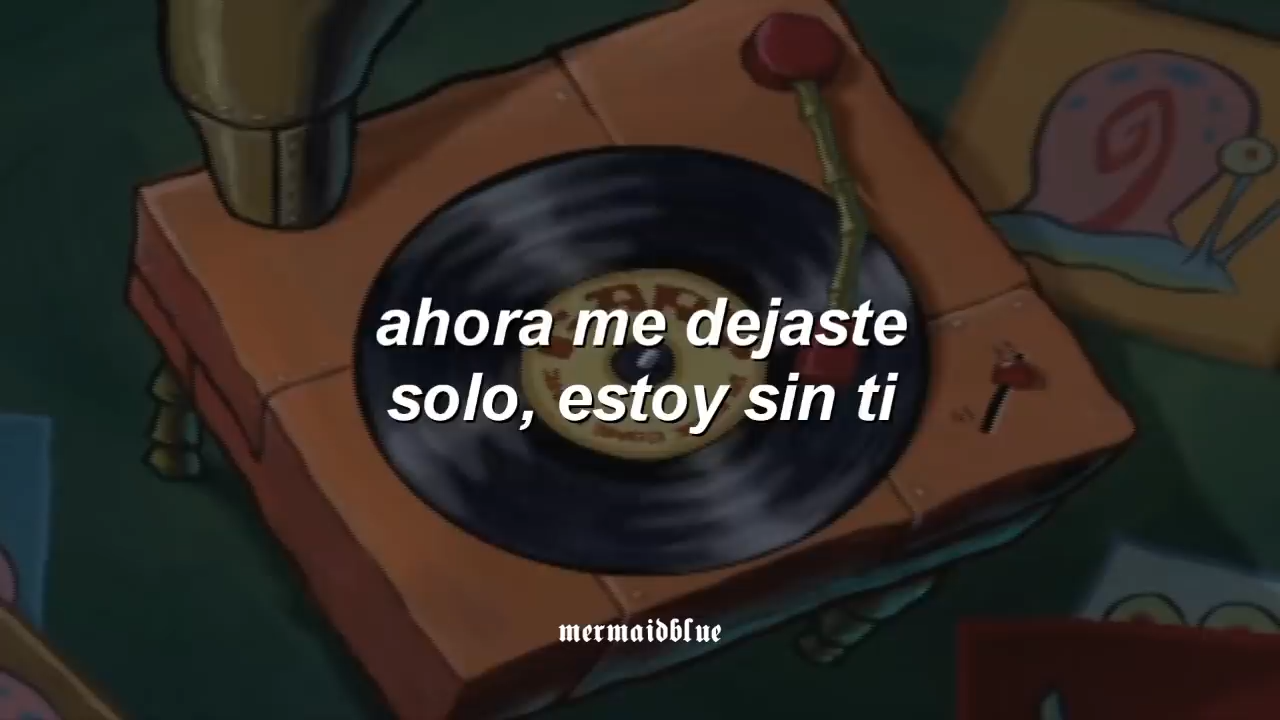 ahora me dejaste
solo, estoy sin ti
mermaidblue